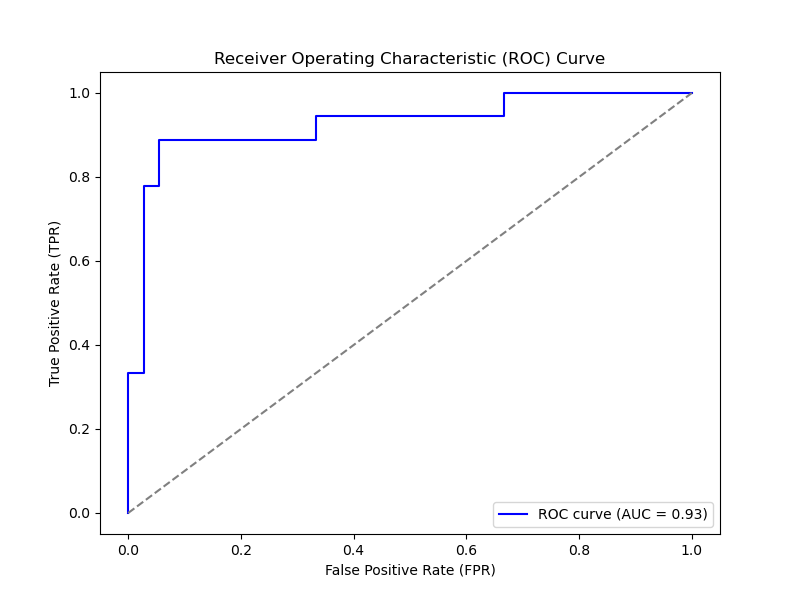 Receiver Operating Characteristic (ROC) Curve
1.0
0.8
0.6
0.4
0.2
0.0
True Positive Rate (TPR)
ROC curve (AUC = 0.93)
0.0 0.2 0.4 0.6 0.8 1.0
False Positive Rate (FPR)